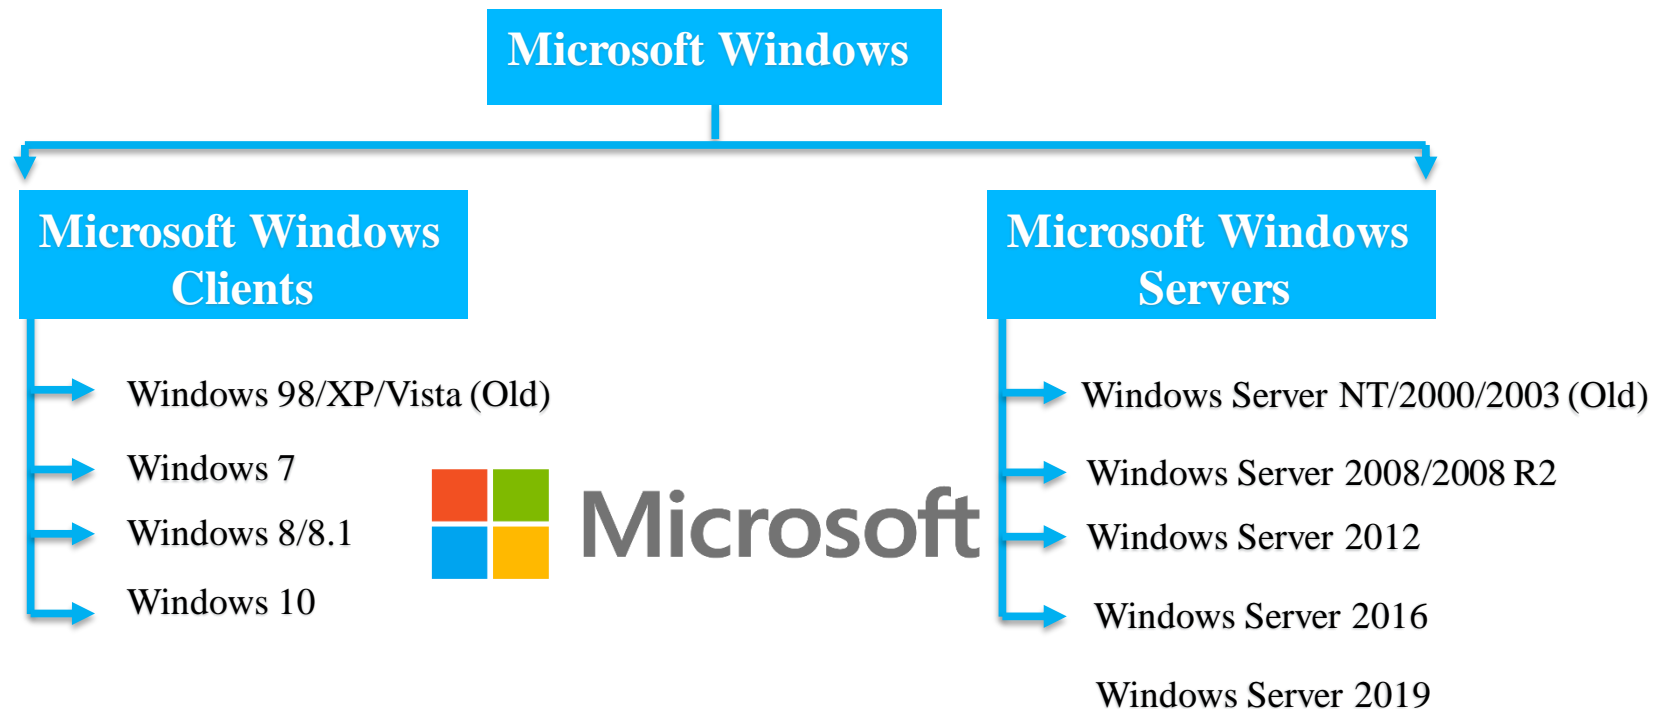 Microsoft Windows
Microsoft Windows
Clients
Windows 98/XP/Vista (Old)
Windows 7
Windows 8/8.1
Windows 10
Microsoft
Microsoft Windows
Servers
Windows Server NT/2000/2003 (Old)
Windows Server 2008/2008 R2
Windows Server 2012
Windows Server 2016
Windows Server 2019